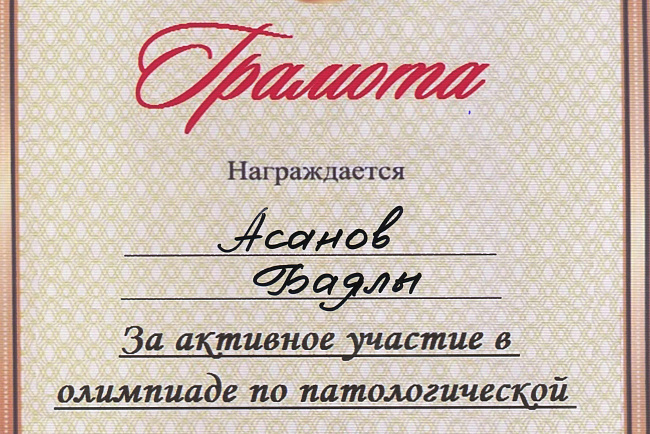 Грамота
Награждается
Асанов
Бадлы
За активное участие в
олимпиаде по патологической